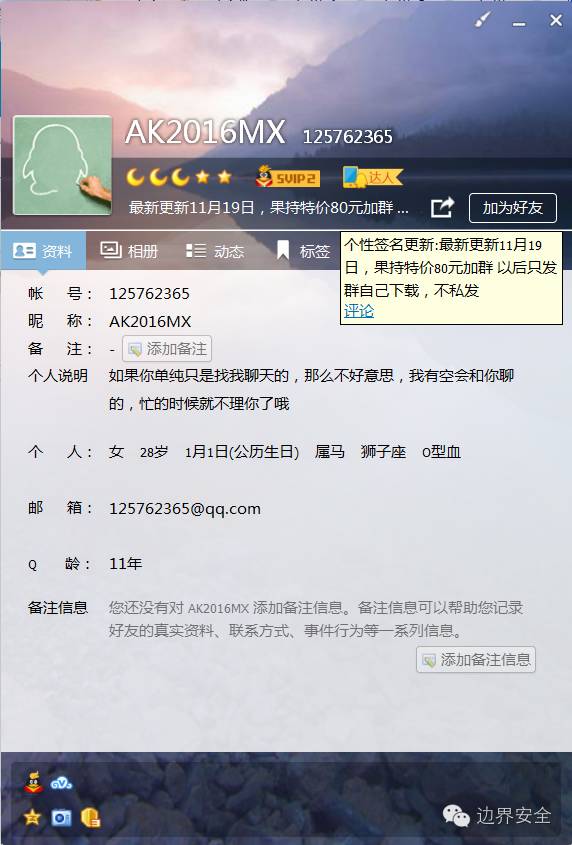 AK2016MX 125762365
SVIP2 达人
最新更新11月19日，果持特价80元加群 ...
加为好友
资料 相册 动态 标签
个性签名更新:最新更新11月19
日，果持特价80元加群 以后只发
群自己下载，不私发
评论
帐 号： 125762365
昵 称： AK2016MX
备 注： - 添加备注
个人说明 如果你单纯只是找我聊天的，那么不好意思，我有空会和你聊
的，忙的时候就不理你了哦
个 人： 女 28岁 1月1日(公历生日) 属马 狮子座 O型血
邮 箱： 125762365@qq.com
Q 龄： 11年
备注信息 您还没有对 AK2016MX 添加备注信息。备注信息可以帮助您记录
好友的真实资料、联系方式、事件行为等一系列信息。
添加备注信息
边界安全